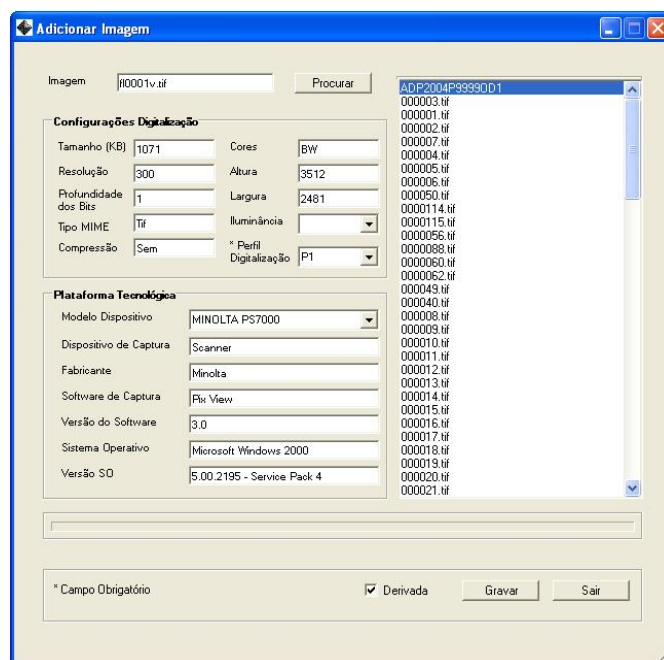 Adicionar Imagem
Imagem fl0001v.tif Procurar
Configurações Digitalização
Tamanho (KB) 1071 Cores BW
Resolução 300 Altura 3512
Profundidade dos Bits 1 Largura 2481
Tipo MIME Tif Iluminância
Compressão Sem * Perfil Digitalização P1
Plataforma Tecnológica
Modelo Dispositivo MINOLTA PS7000
Dispositivo de Captura Scanner
Fabricante Minolta
Software de Captura Pix View
Versão do Software 3.0
Sistema Operativo Microsoft Windows 2000
Versão SO 5.00.2195 - Service Pack 4
ADP2004P9999OD1
000003.tif
000001.tif
000002.tif
000007.tif
000004.tif
000005.tif
000006.tif
000050.tif
0000114.tif
0000115.tif
0000056.tif
0000088.tif
0000060.tif
0000062.tif
000049.tif
000040.tif
000008.tif
000009.tif
000010.tif
000011.tif
000012.tif
000013.tif
000014.tif
000015.tif
000016.tif
000017.tif
000018.tif
000019.tif
000020.tif
000021.tif
* Campo Obrigatório Derivada Gravar Sair